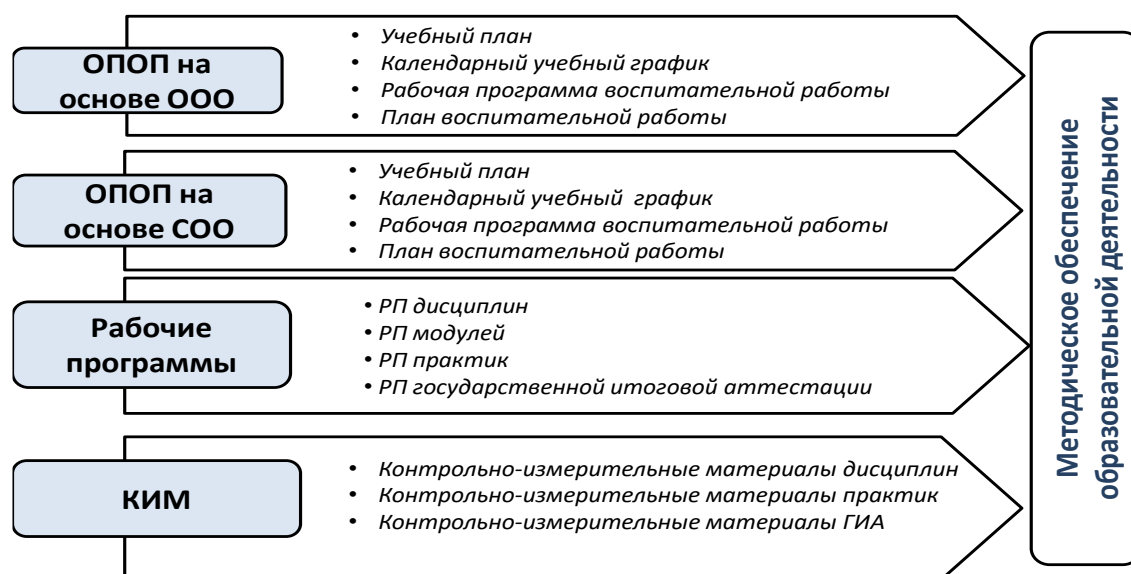 ОПОП на
основе ООО
• Учебный план
• Календарный учебный график
• Рабочая программа воспитательной работы
• План воспитательной работы
ОПОП на
основе СОО
• Учебный план
• Календарный учебный график
• Рабочая программа воспитательной работы
• План воспитательной работы
Рабочие
программы
• РП дисциплин
• РП модулей
• РП практик
• РП государственной итоговой аттестации
КИМ
• Контрольно-измерительные материалы дисциплин
• Контрольно-измерительные материалы практик
• Контрольно-измерительные материалы ГИА
Методическое обеспечение
образовательной деятельности